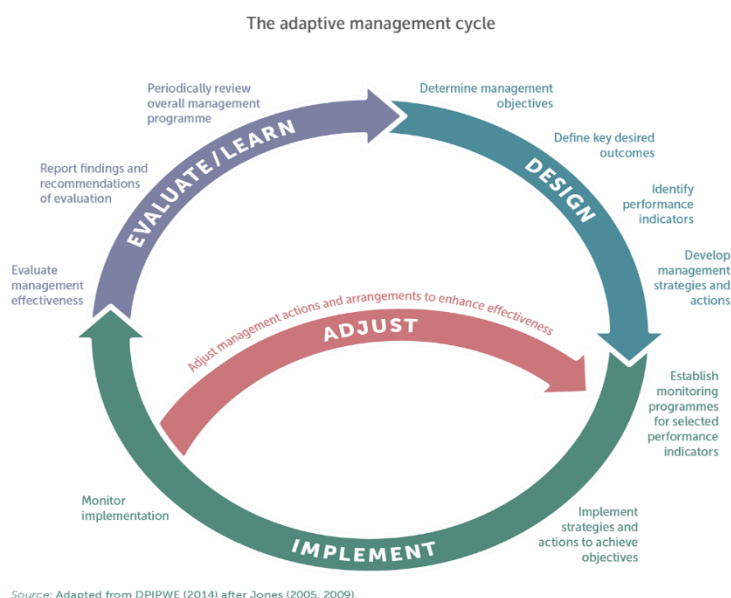 The adaptive management cycle
Periodically review
overall management
programme
Determine management
objectives
Define key desired
outcomes
Report findings and
recommendations
of evaluation
EVALUATE/LEARN
DESIGN
Identify
performance
indicators
Develop
management
strategies and
actions
Evaluate
management
effectiveness
Adjust management actions and arrangements to enhance effectiveness
ADJUST
Establish
monitoring
programmes
for selected
performance
indicators
Monitor
implementation
Implement
strategies and
actions to achieve
objectives
IMPLEMENT
Source: Adapted from DPIPWE (2014) after Jones (2005, 2009).